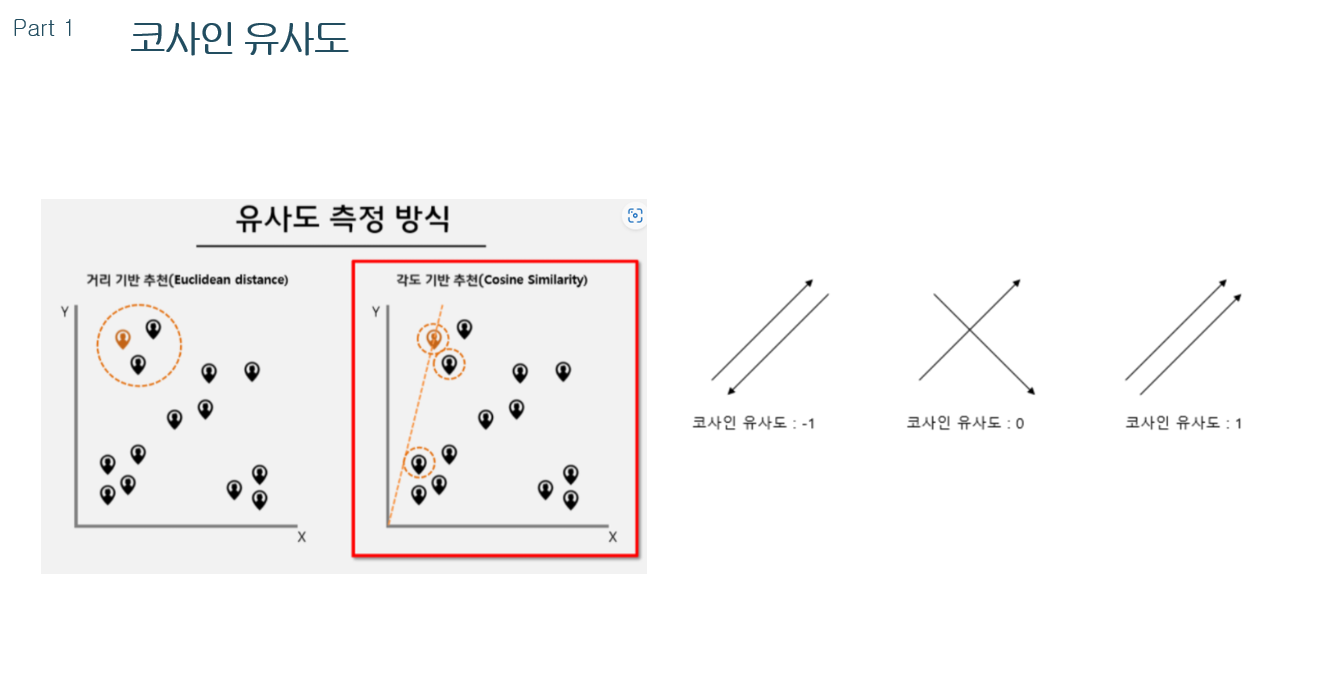 Part 1
코사인 유사도
유사도 측정 방식
거리 기반 추천(Euclidean distance)
Y
X
각도 기반 추천(Cosine Similarity)
Y
X
코사인 유사도 : -1
코사인 유사도 : 0
코사인 유사도 : 1